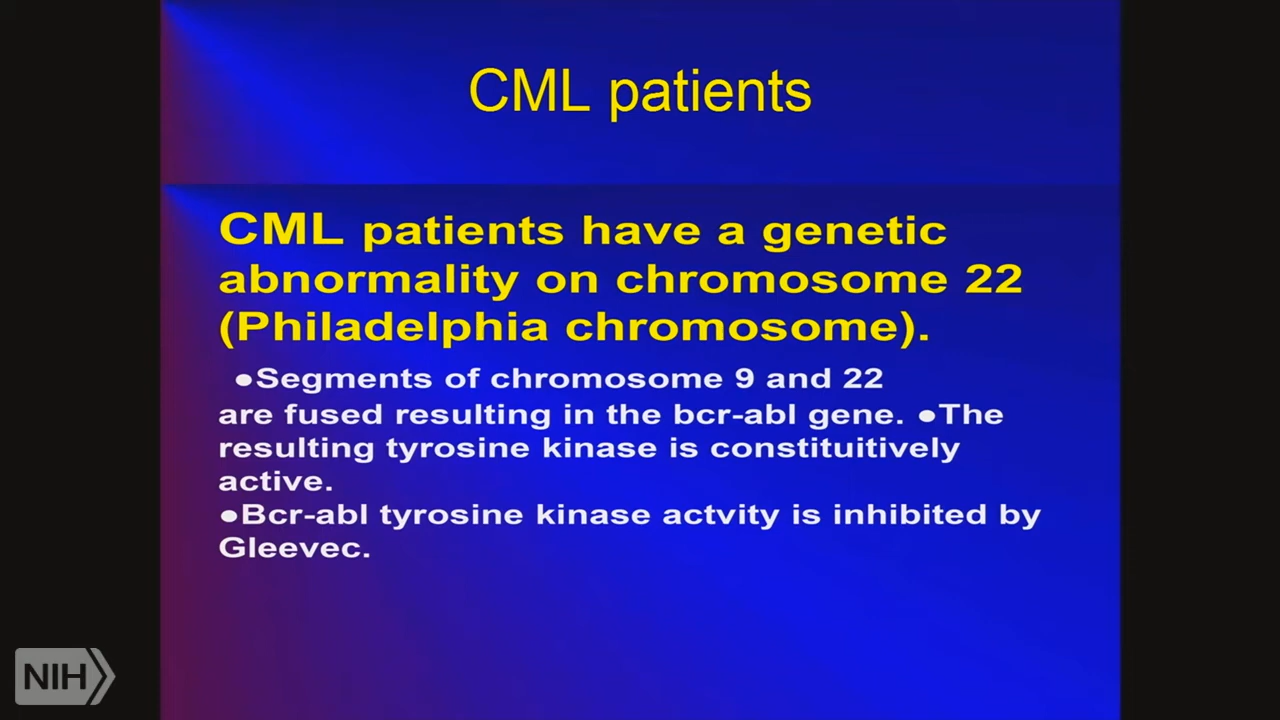 CML patients
CML patients have a genetic
abnormality on chromosome 22
(Philadelphia chromosome).
●Segments of chromosome 9 and 22
are fused resulting in the bcr-abl gene. ●The
resulting tyrosine kinase is constituitively
active.
●Bcr-abl tyrosine kinase actvity is inhibited by
Gleevec.
NIH